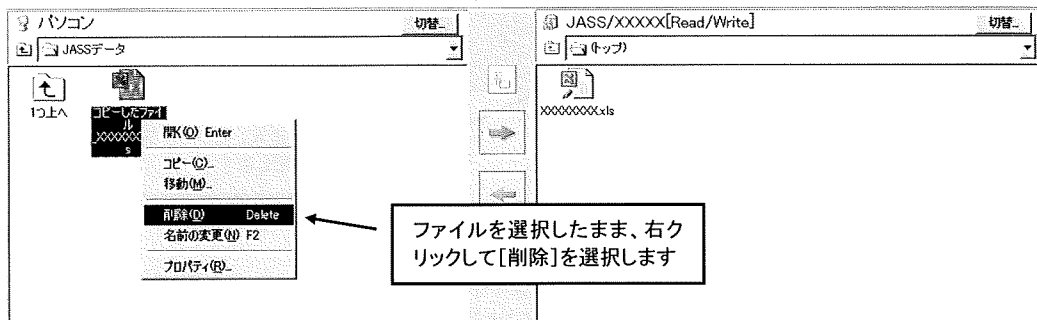 パソコン
切替...
JASSデータ
1つ上へ
コピーしたファイ
ル
_XXXXX
s
開く(O) Enter
コピー(C)...
移動(M)...
削除(D) Delete
名前の変更(N) F2
プロパティ(R)...
JASS/XXXXX[Read/Write]
切替...
(トップ)
XXXXXXXX.xls
ファイルを選択したまま、右ク
リックして[削除]を選択します